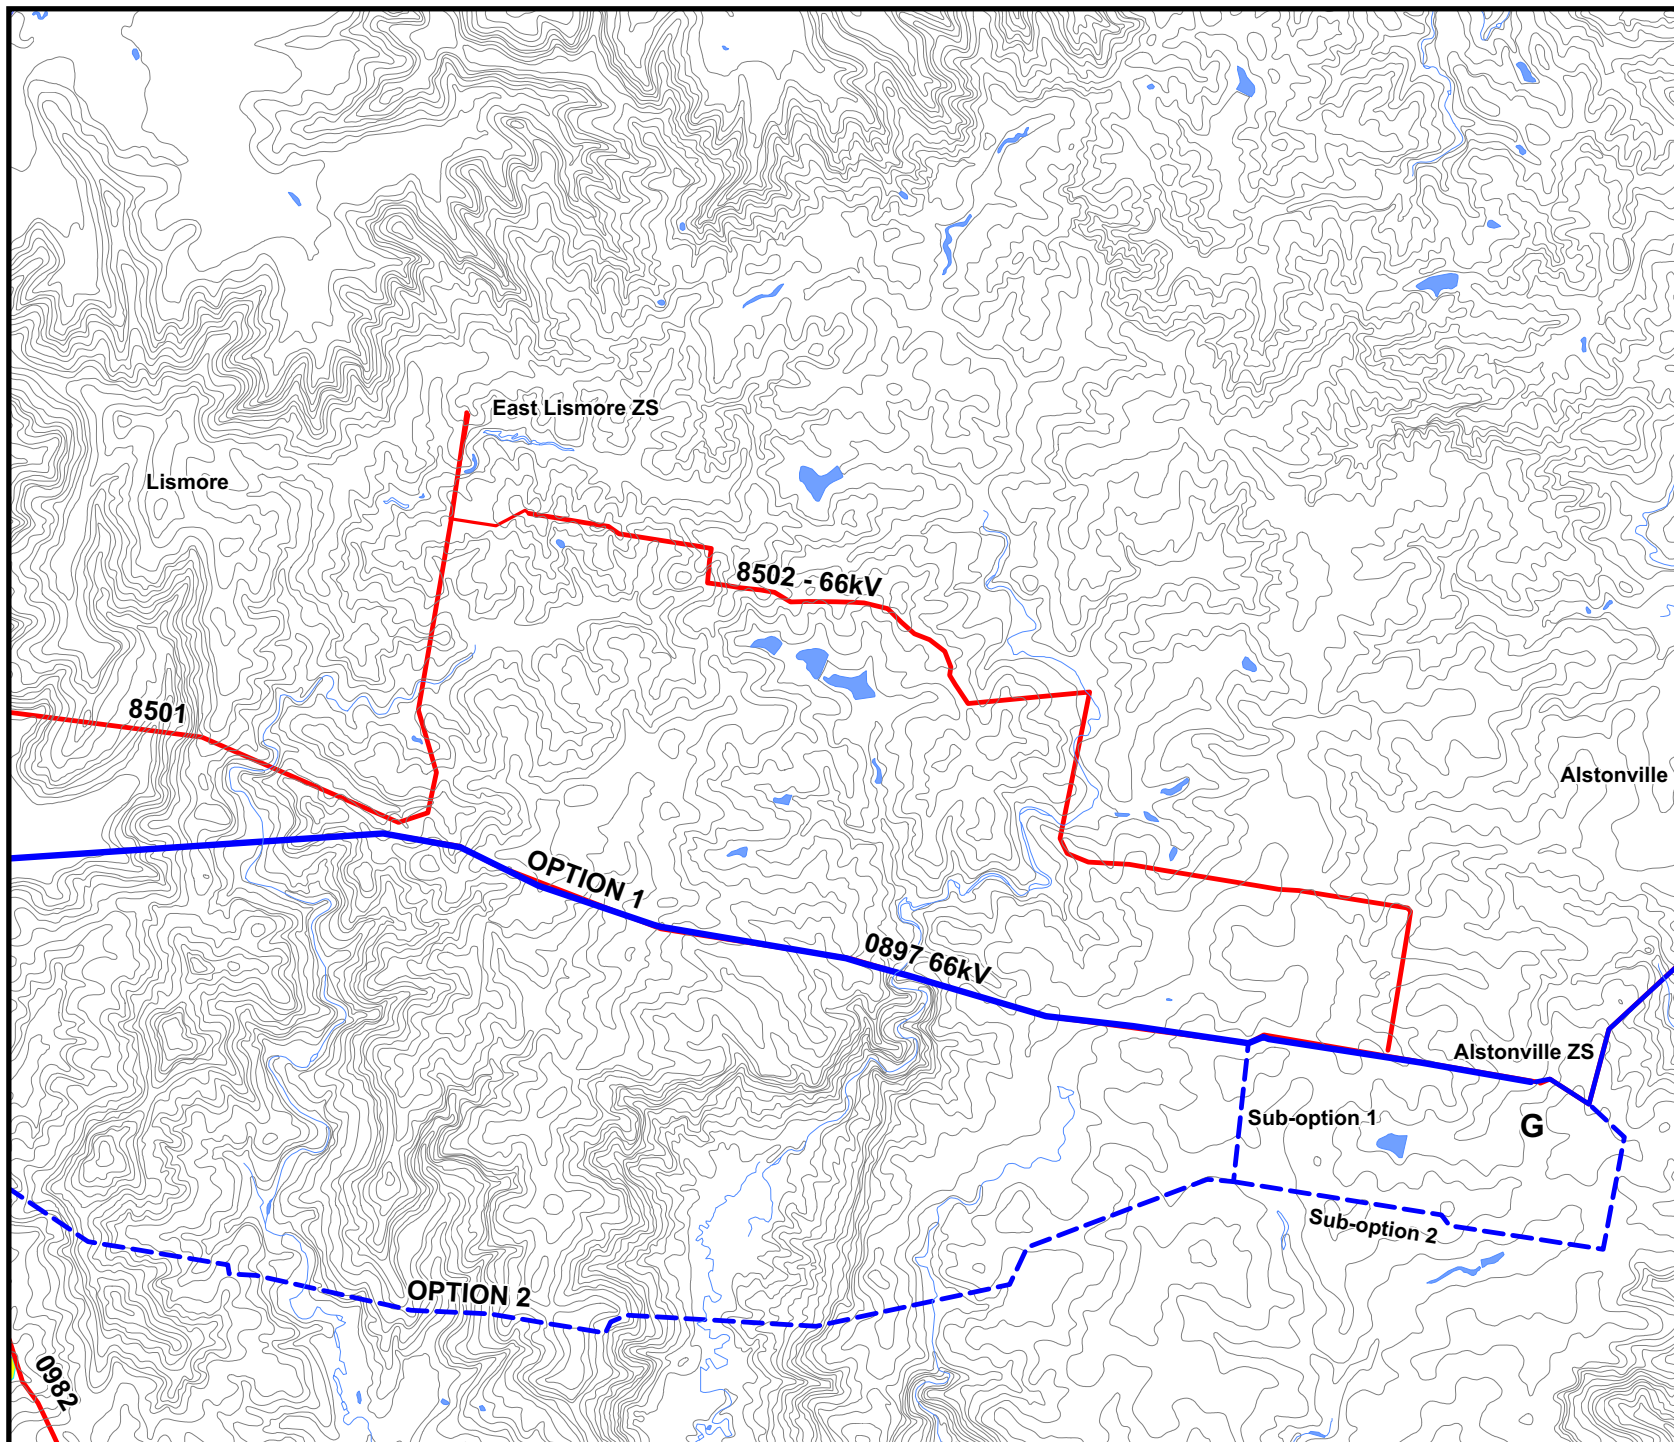 East Lismore ZS
Lismore
8502 - 66kV
8501
Alstonville
OPTION 1
0897 66kV
Alstonville ZS
Sub-option 1
G
Sub-option 2
OPTION 2
0982